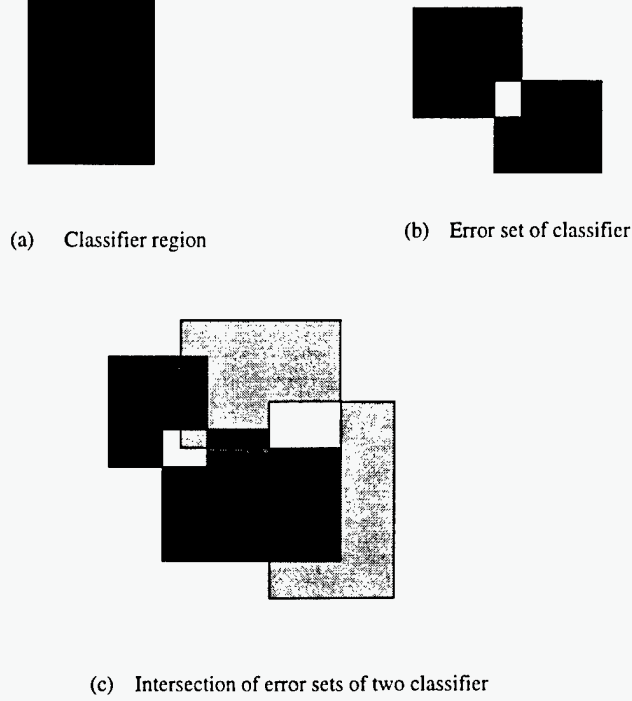 (a) Classifier region
(b) Error set of classifier
(c) Intersection of error sets of two classifier